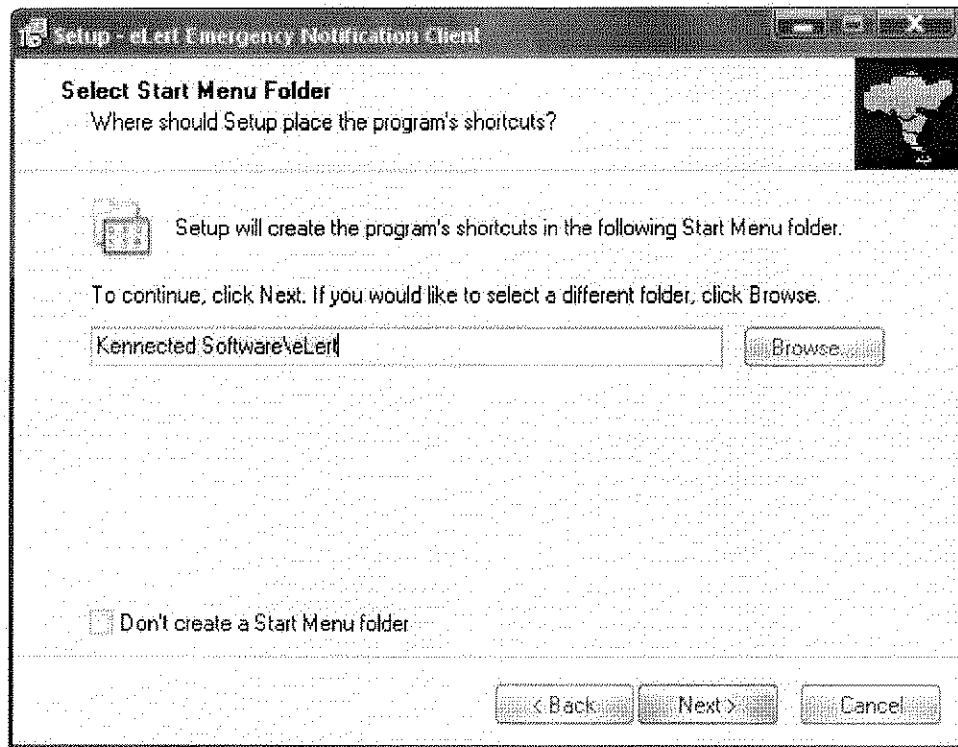 Setup - eLert Emergency Notification Client
Select Start Menu Folder
Where should Setup place the program's shortcuts?
Setup will create the program's shortcuts in the following Start Menu folder.
To continue, click Next. If you would like to select a different folder, click Browse.
Kennected Software\eLert
Browse...
Don't create a Start Menu folder
< Back
Next >
Cancel